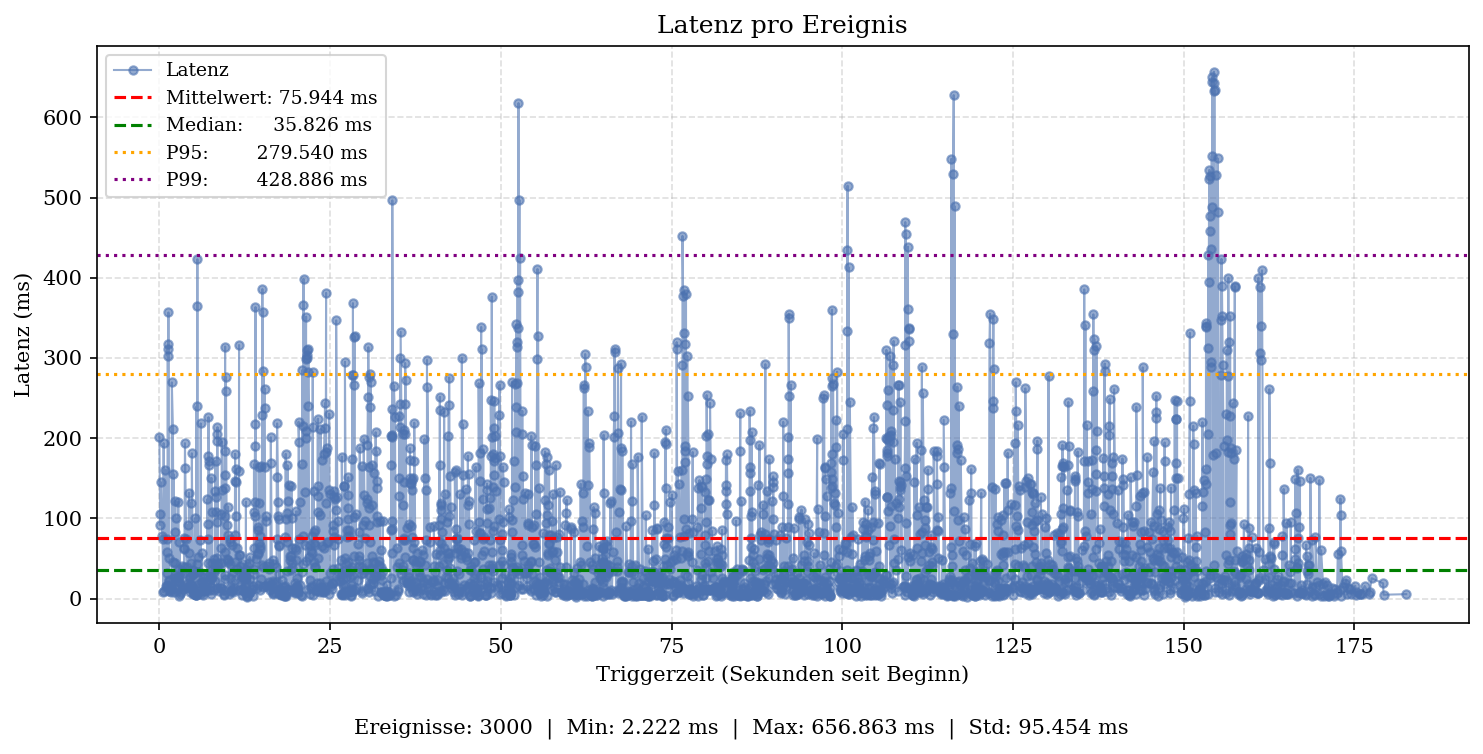 Latenz pro Ereignis
Latenz
Mittelwert: 75.944 ms
Median: 35.826 ms
P95: 279.540 ms
P99: 428.886 ms
Latenz (ms)
600
500
400
300
200
100
0
0 25 50 75 100 125 150 175
Triggerzeit (Sekunden seit Beginn)
Ereignisse: 3000 | Min: 2.222 ms | Max: 656.863 ms | Std: 95.454 ms